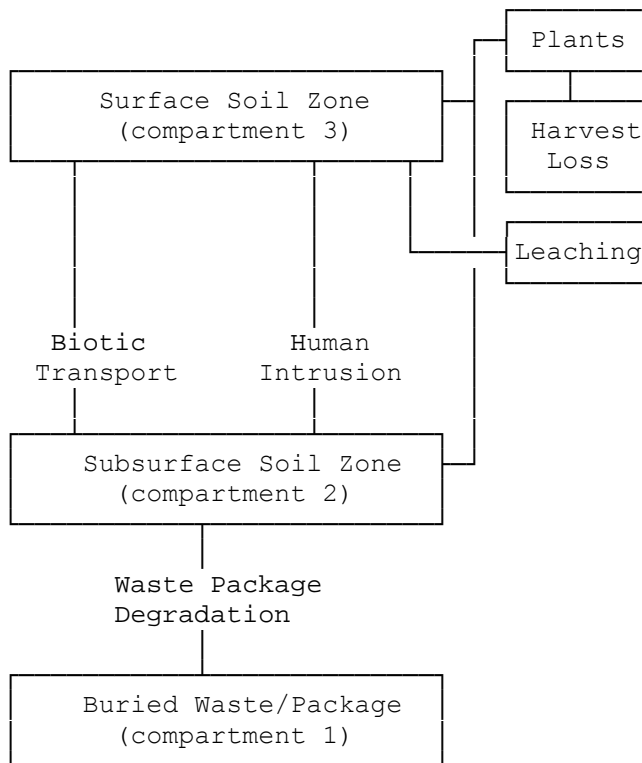 Plants
Surface Soil Zone
(compartment 3)
Harvest
Loss
Leaching
Biotic
Transport
Human
Intrusion
Subsurface Soil Zone
(compartment 2)
Waste Package
Degradation
Buried Waste/Package
(compartment 1)